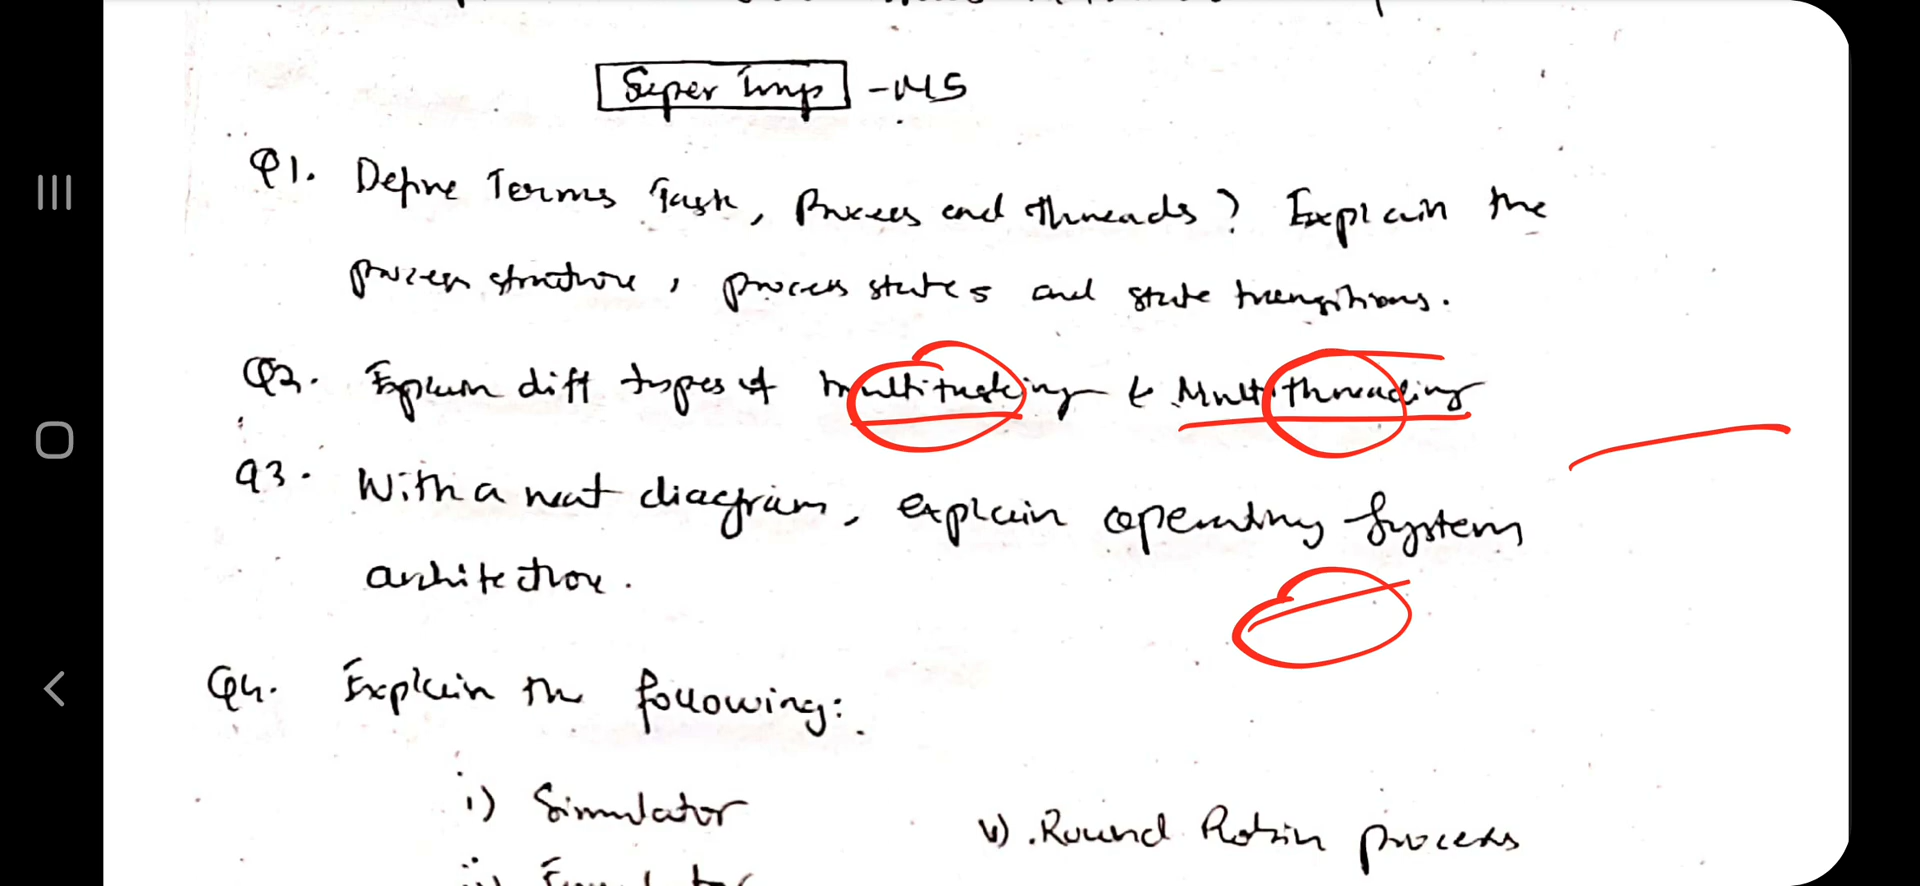 Super Imp - M5
Q1. Define Terms Task, Process and threads? Explain the
process structure, process states and state transitions.
Q2. Explain diff types of multitasking & Multithreading
Q3. With a neat diagram, explain operating System
architecture.
Q4. Explain the following:
i) Simulator
v). Round Robin process